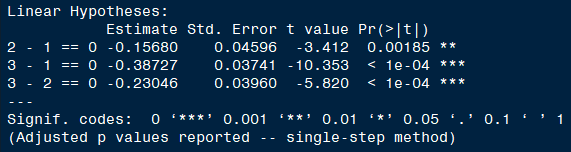 Linear Hypotheses:
Estimate Std. Error t value Pr(>|t|)
2 - 1 == 0 -0.15680 0.04596 -3.412 0.00185 **
3 - 1 == 0 -0.38727 0.03741 -10.353 < 1e-04 ***
3 - 2 == 0 -0.23046 0.03960 -5.820 < 1e-04 ***
---
Signif. codes: 0 ‘***’ 0.001 ‘**’ 0.01 ‘*’ 0.05 ‘.’ 0.1 ‘ ’ 1
(Adjusted p values reported -- single-step method)